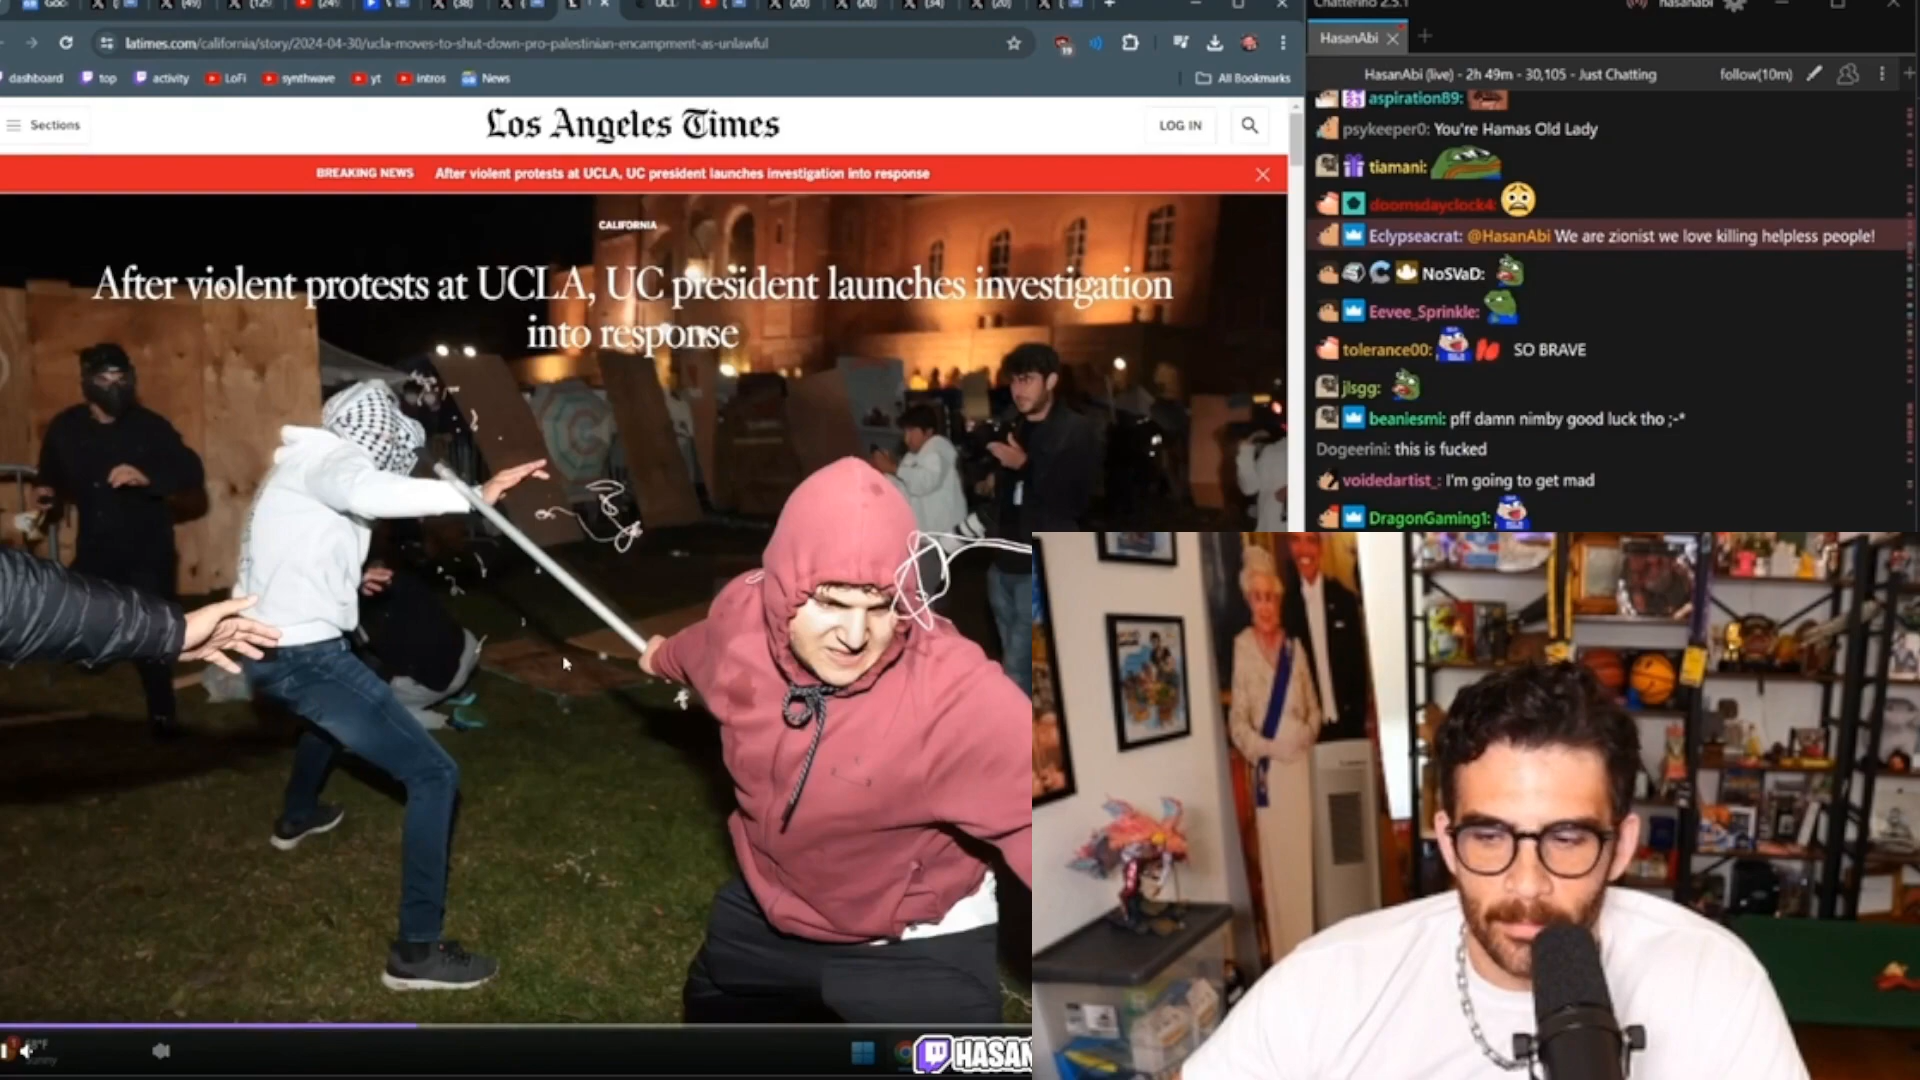 latimes.com/california/story/2024-04-30/ucla-moves-to-shut-down-pro-palestinian-encampment-as-unlawful
dashboard
top
activity
LoFi
synthwave
yt
intros
News
All Bookmarks
Sections
Los Angeles Times
LOG IN
BREAKING NEWS After violent protests at UCLA, UC president launches investigation into response
CALIFORNIA
After violent protests at UCLA, UC president launches investigation
into response
HASAN
HasanAbi
HasanAbi (live) - 2h 49m - 30,105 - Just Chatting
follow(10m)
aspiration89:
psykeeper0: You're Hamas Old Lady
tiamani:
doomsdayclock4:
Eclypseacrat: @HasanAbi We are zionist we love killing helpless people!
NoSVaD:
Eevee_Sprinkle:
tolerance00: SO BRAVE
jlsgg:
beaniesmi: pff damn nimby good luck tho ;-*
Dogeerini: this is fucked
voidedartist_: I'm going to get mad
DragonGaming1: